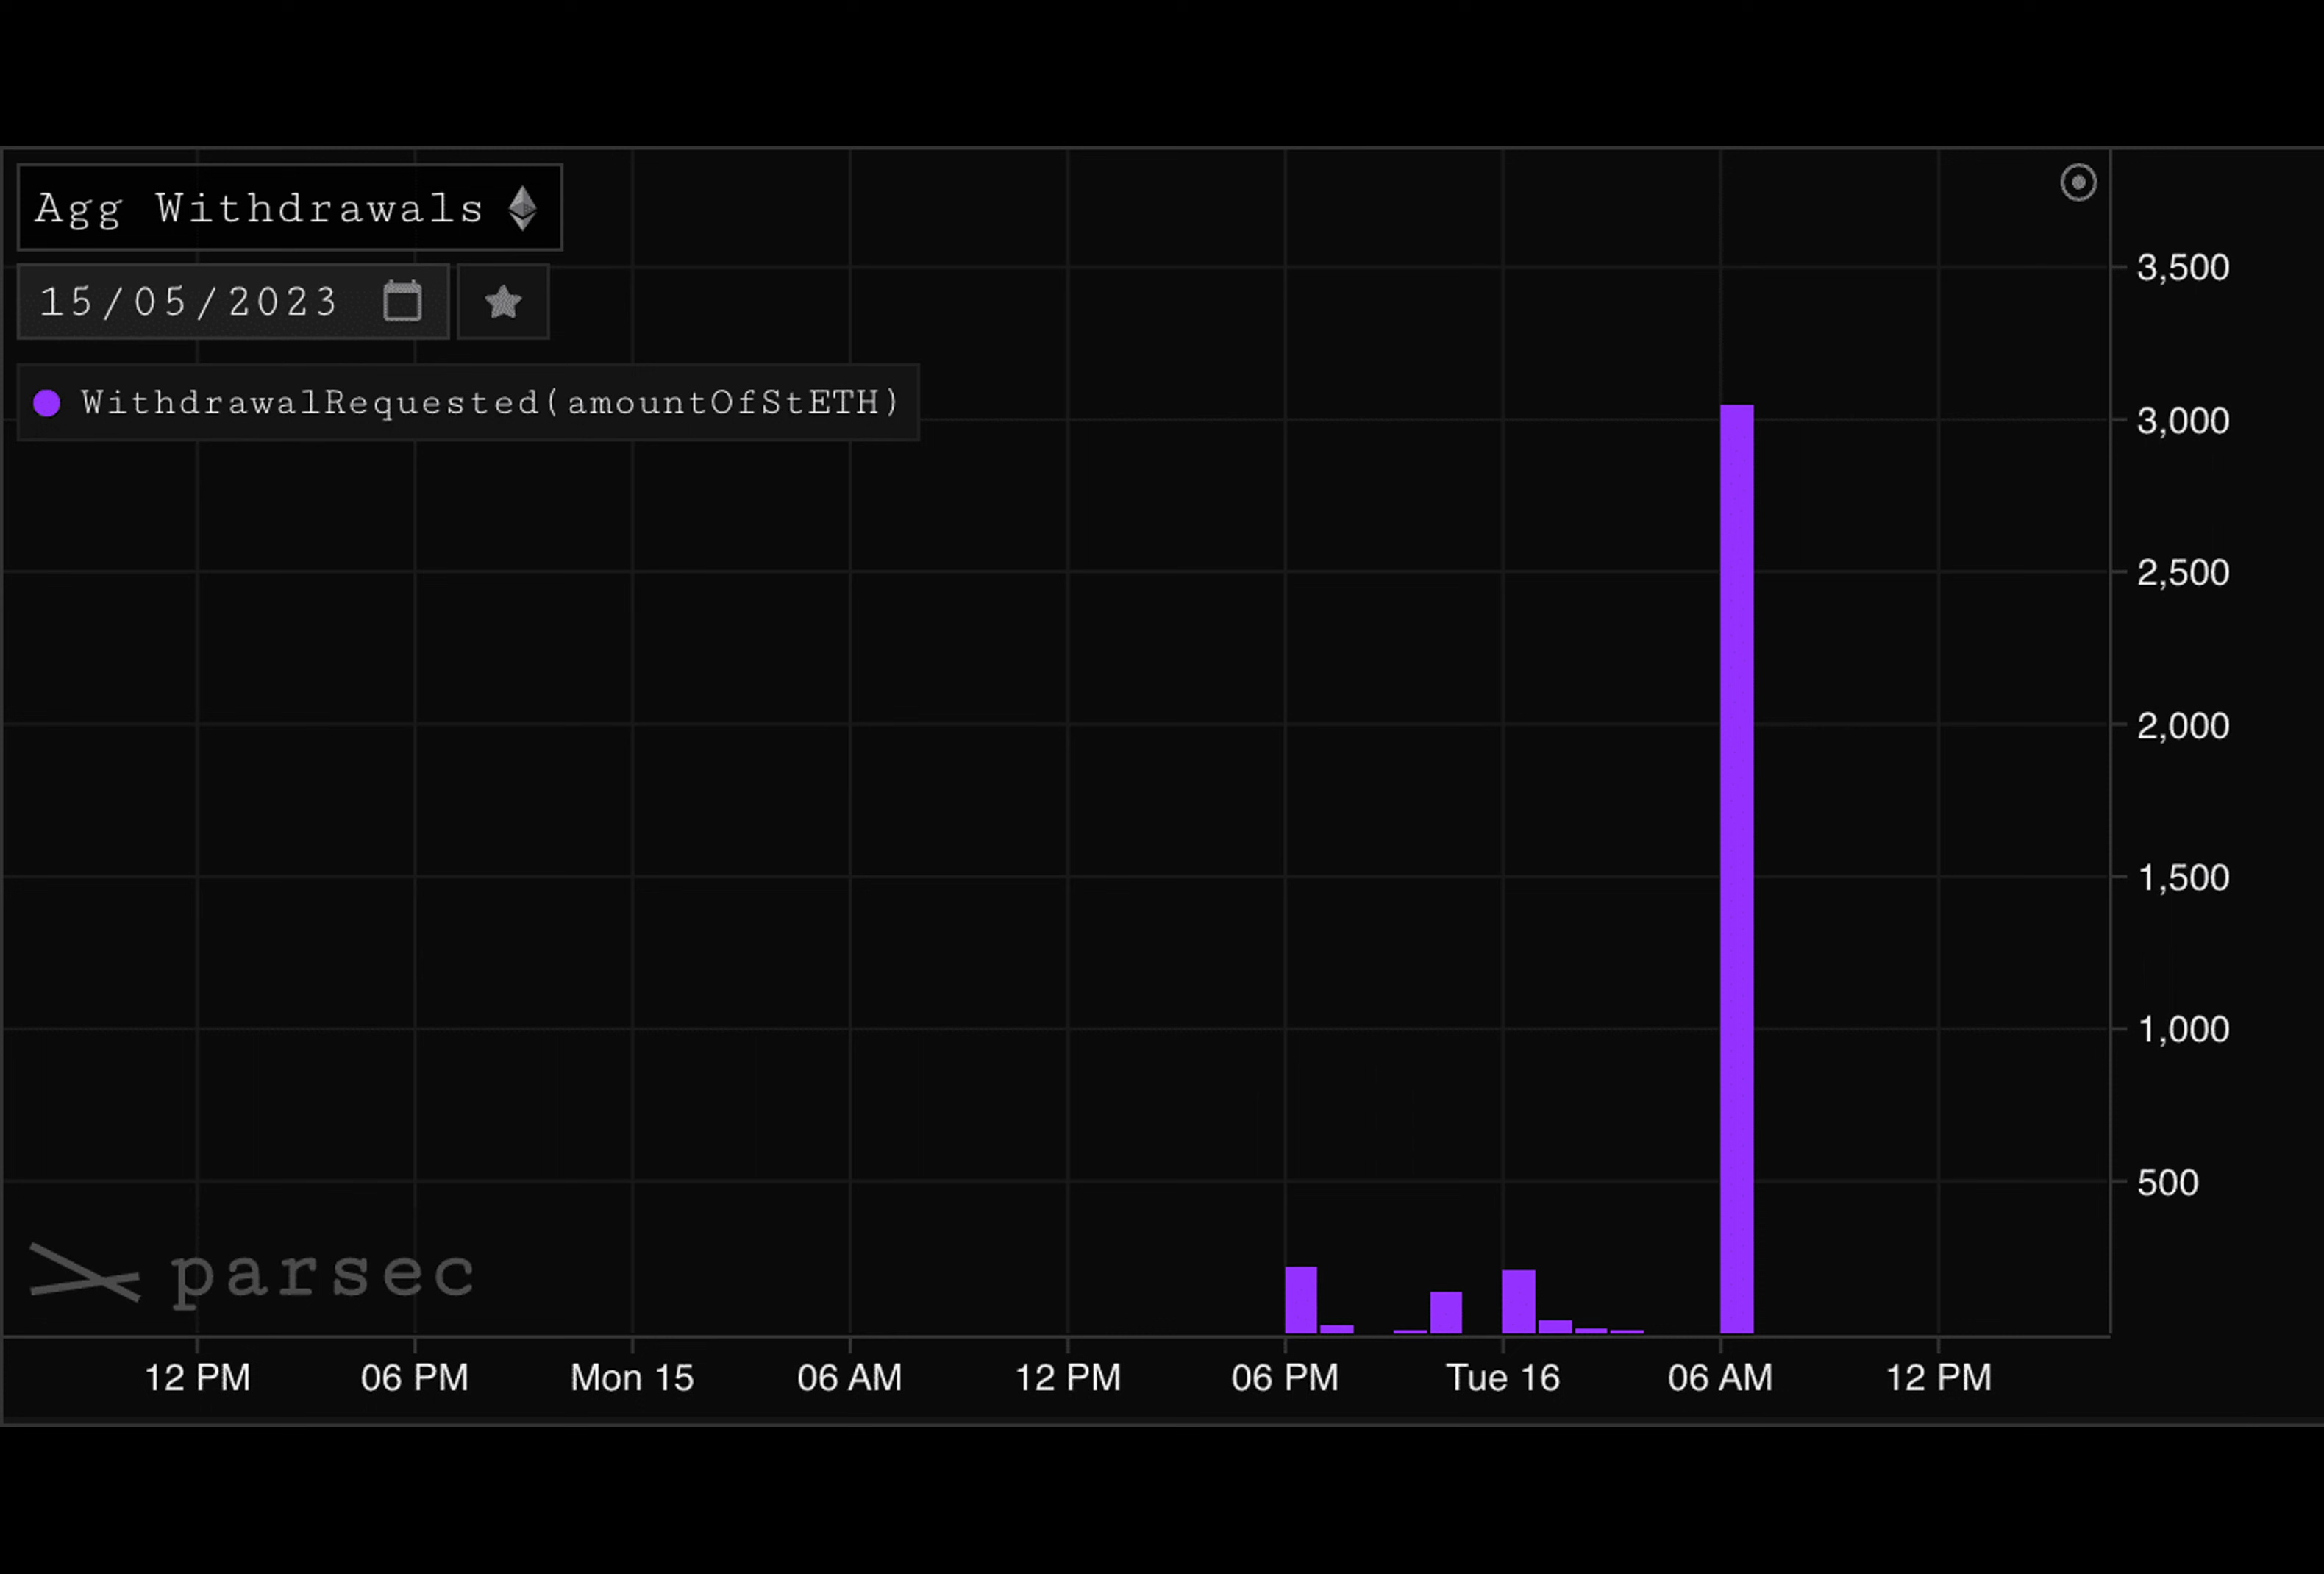 Agg Withdrawals
15/05/2023
WithdrawalRequested(amountOfStETH)
3,500
3,000
2,500
2,000
1,500
1,000
500
parsec
12 PM 06 PM Mon 15 06 AM 12 PM 06 PM Tue 16 06 AM 12 PM